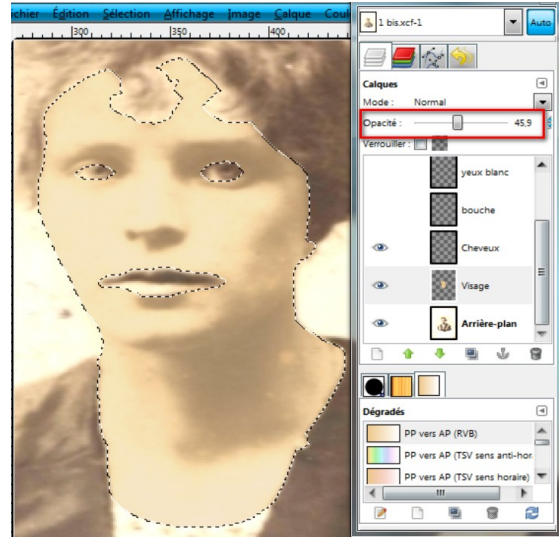 chier Édition Sélection Affichage Image Calque Coul
300 350 400
1 bis.xcf-1
Auto
Calques
Mode : Normal
Opacité : 45,9
Verrouiller :
yeux blanc
bouche
Cheveux
Visage
Arrière-plan
Dégradés
PP vers AP (RVB)
PP vers AP (TSV sens anti-hor
PP vers AP (TSV sens horaire)